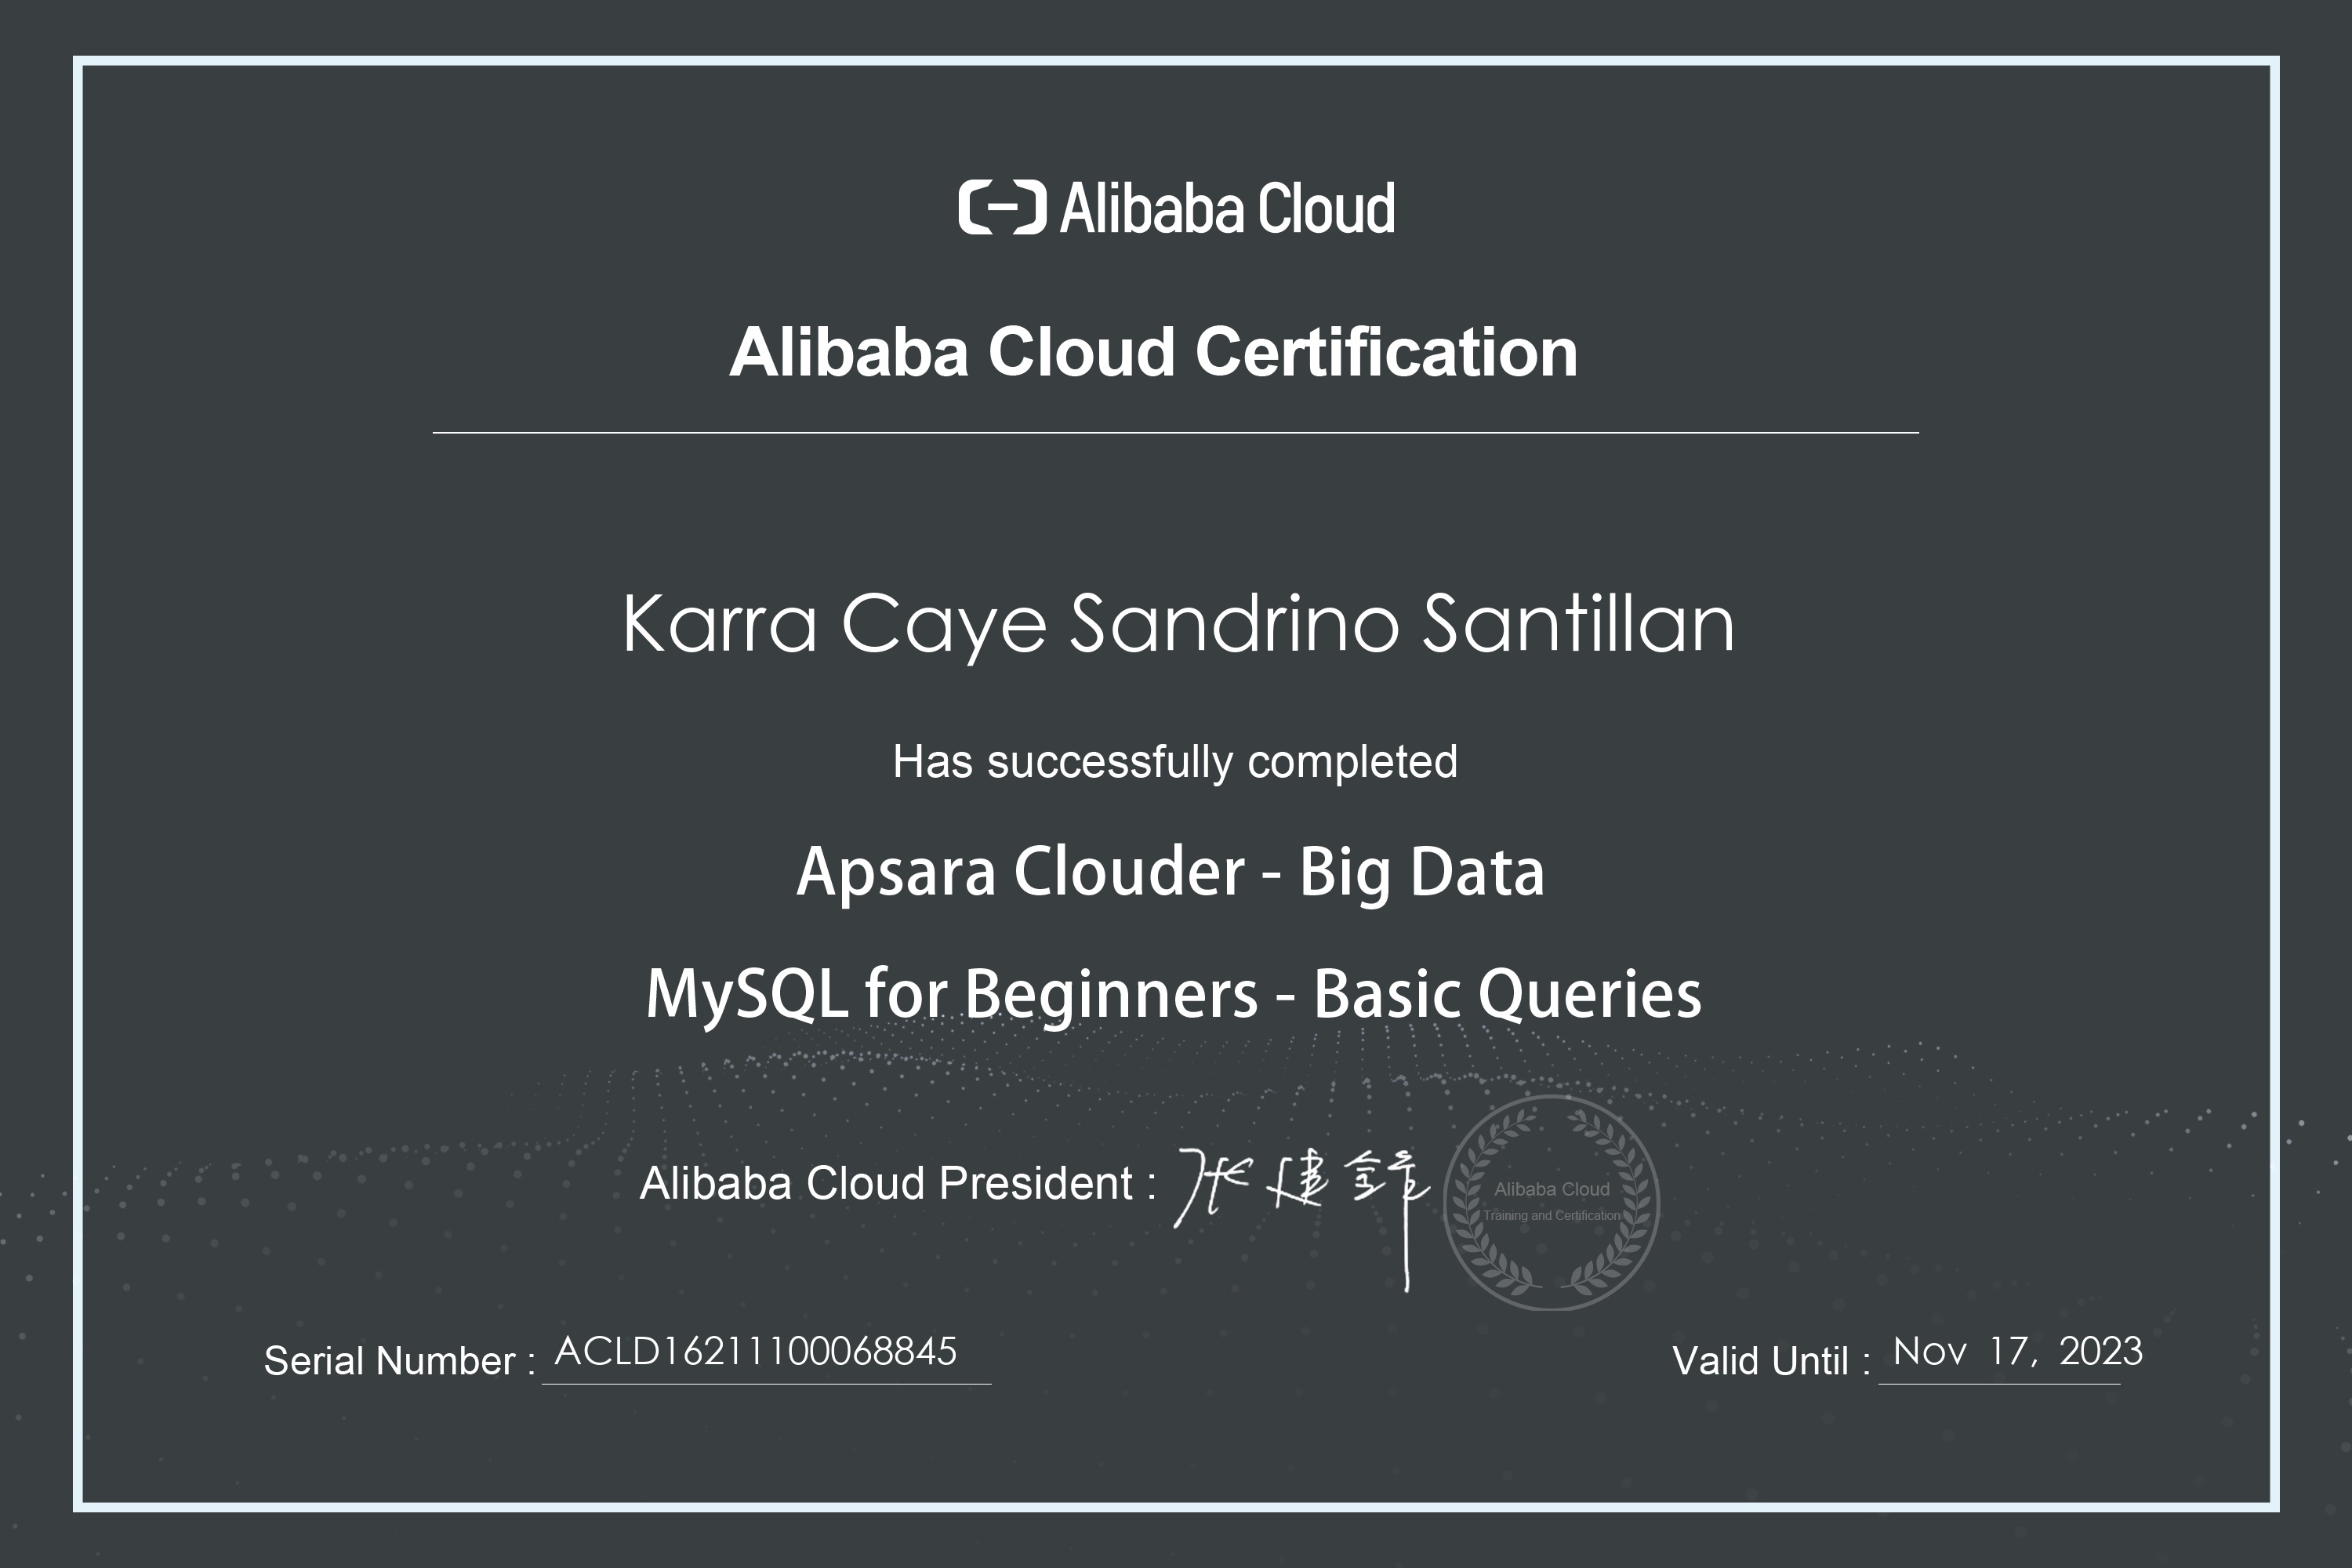 Alibaba Cloud
Alibaba Cloud Certification
Karra Caye Sandrino Santillan
Has successfully completed
Apsara Clouder - Big Data
MySQL for Beginners - Basic Queries
Alibaba Cloud President : 张建锋
Alibaba Cloud
Training and Certification
Serial Number : ACLD16211100068845
Valid Until : Nov 17, 2023